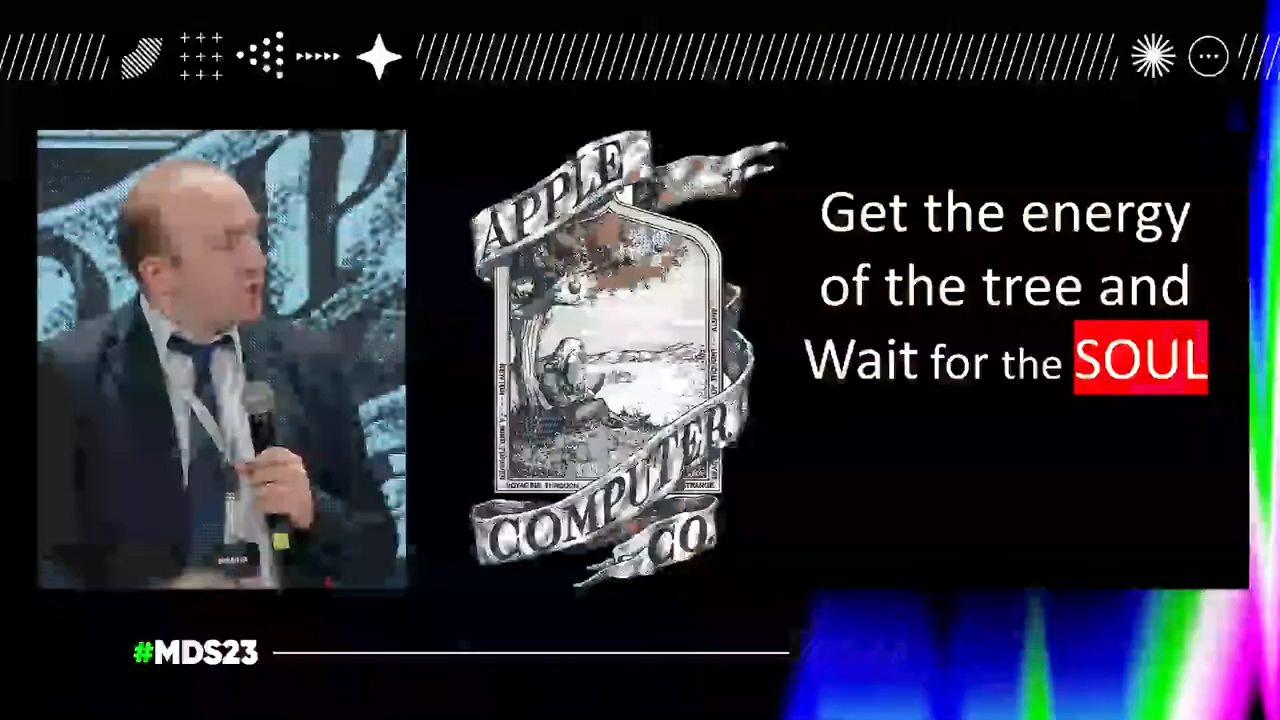 APPLE
COMPUTER
CO.
Get the energy
of the tree and
Wait for the SOUL
#MDS23